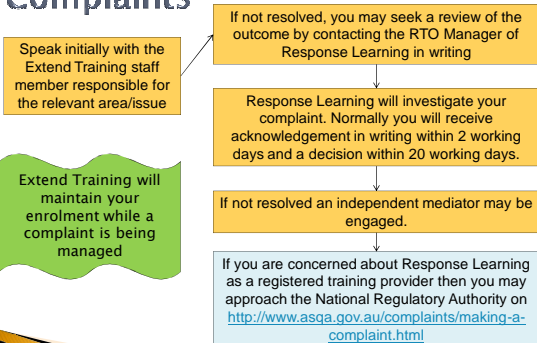 Complaints
Speak initially with the
Extend Training staff
member responsible for
the relevant area/issue
If not resolved, you may seek a review of the
outcome by contacting the RTO Manager of
Response Learning in writing
Response Learning will investigate your
complaint. Normally you will receive
acknowledgement in writing within 2 working
days and a decision within 20 working days.
Extend Training will
maintain your
enrolment while a
complaint is being
managed
If not resolved an independent mediator may be
engaged.
If you are concerned about Response Learning
as a registered training provider then you may
approach the National Regulatory Authority on
http://www.asqa.gov.au/complaints/making-a-
complaint.html